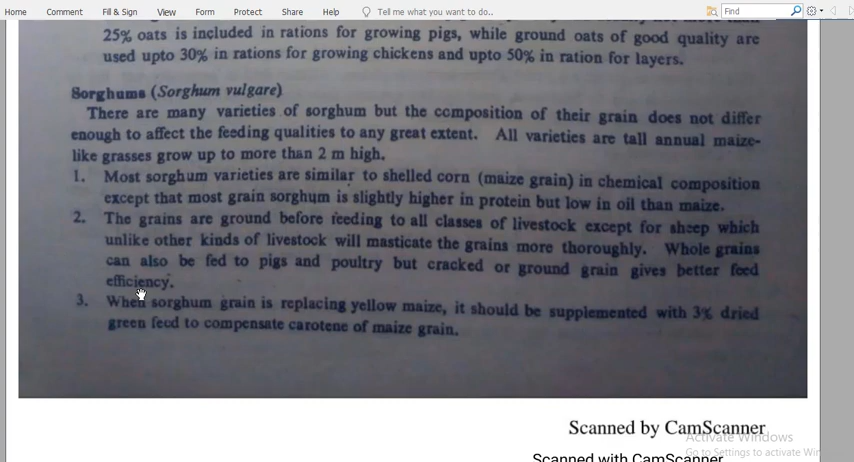 Home Comment Fill & Sign View Form Protect Share Help Tell me what you want to do.. Find
25% oats is included in rations for growing pigs, while ground oats of good quality are
used upto 30% in rations for growing chickens and upto 50% in ration for layers.
Sorghums (Sorghum vulgare)
There are many varieties of sorghum but the composition of their grain does not differ
enough to affect the feeding qualities to any great extent. All varieties are tall annual maize-
like grasses grow up to more than 2 m high.
1. Most sorghum varieties are similar to shelled corn (maize grain) in chemical composition
except that most grain sorghum is slightly higher in protein but low in oil than maize.
2. The grains are ground before feeding to all classes of livestock except for sheep which
unlike other kinds of livestock will masticate the grains more thoroughly. Whole grains
can also be fed to pigs and poultry but cracked or ground grain gives better feed
efficiency.
3. When sorghum grain is replacing yellow maize, it should be supplemented with 3% dried
green feed to compensate carotene of maize grain.
Scanned by CamScanner
Activate Windows
Go to Settings to activate Win
Scanned with CamScanner